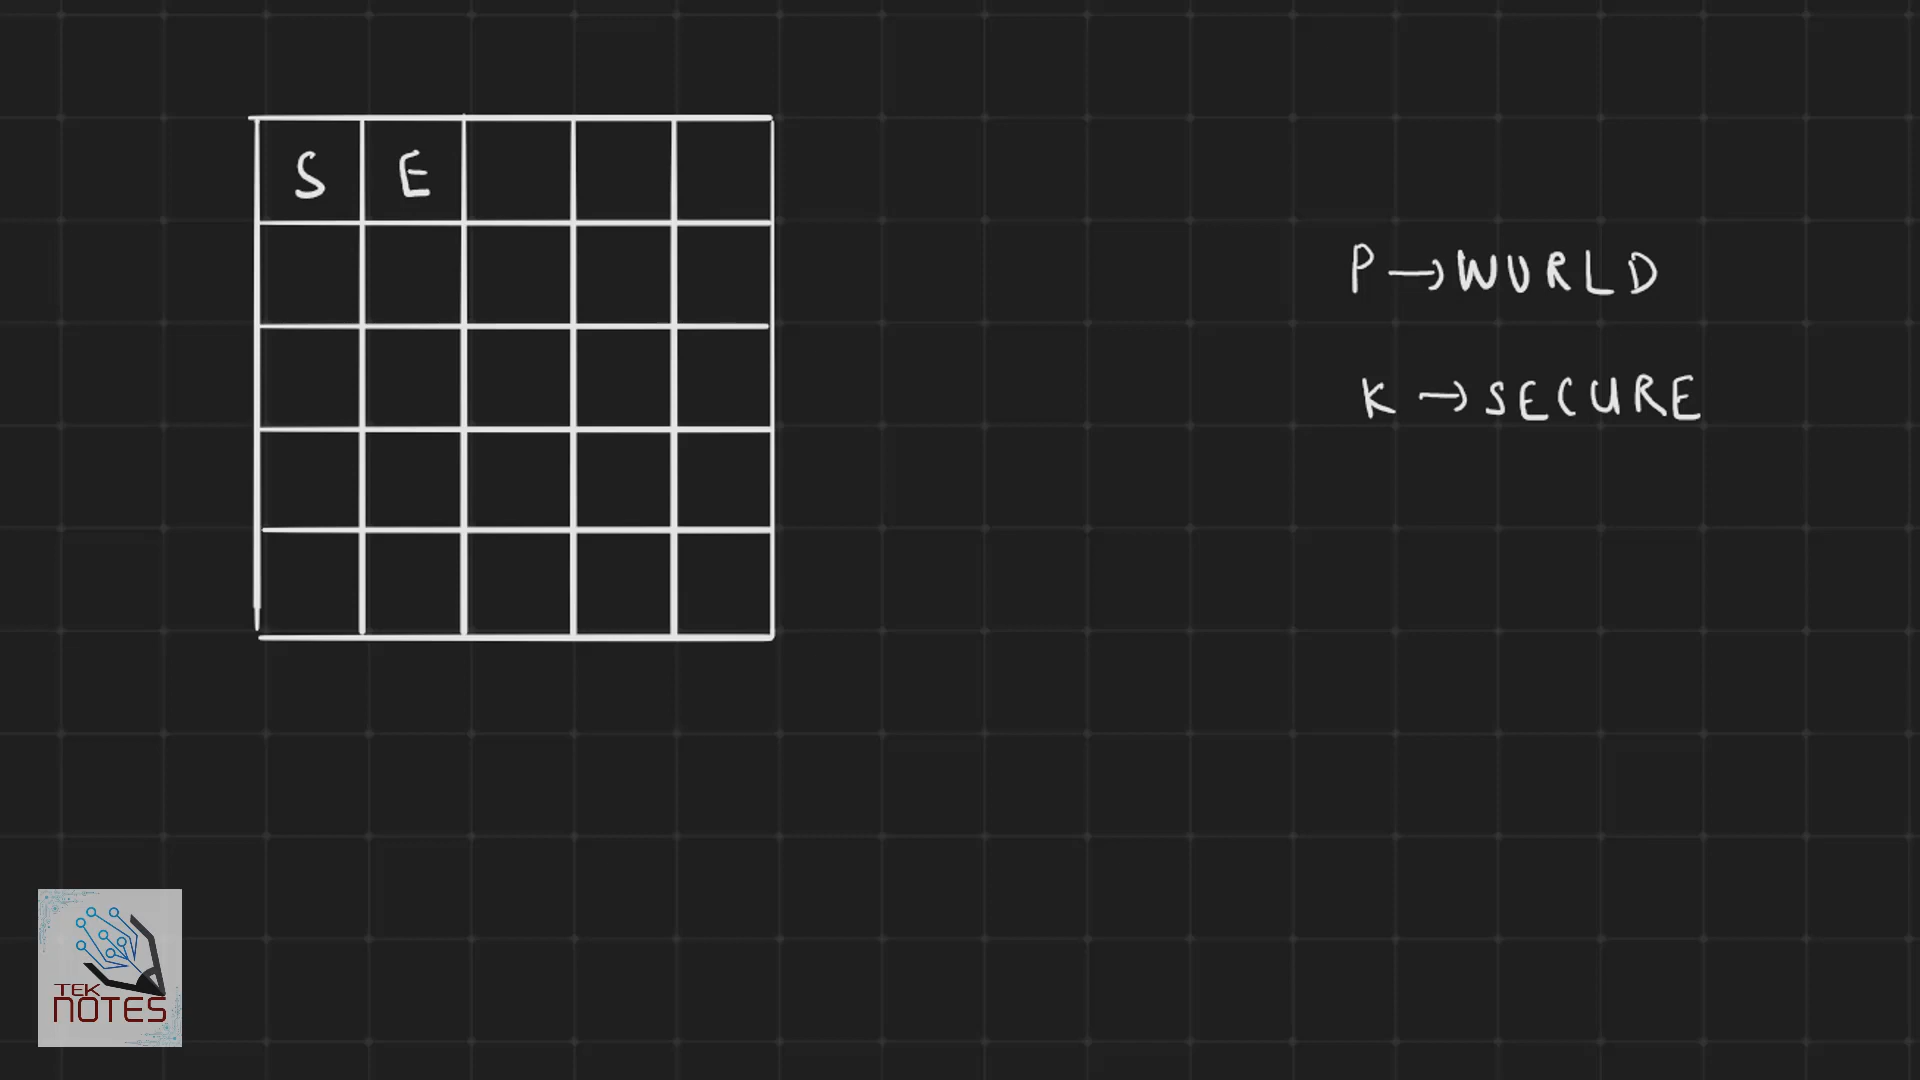 S E
P → WURLD
K → SECURE
TEK
NOTES